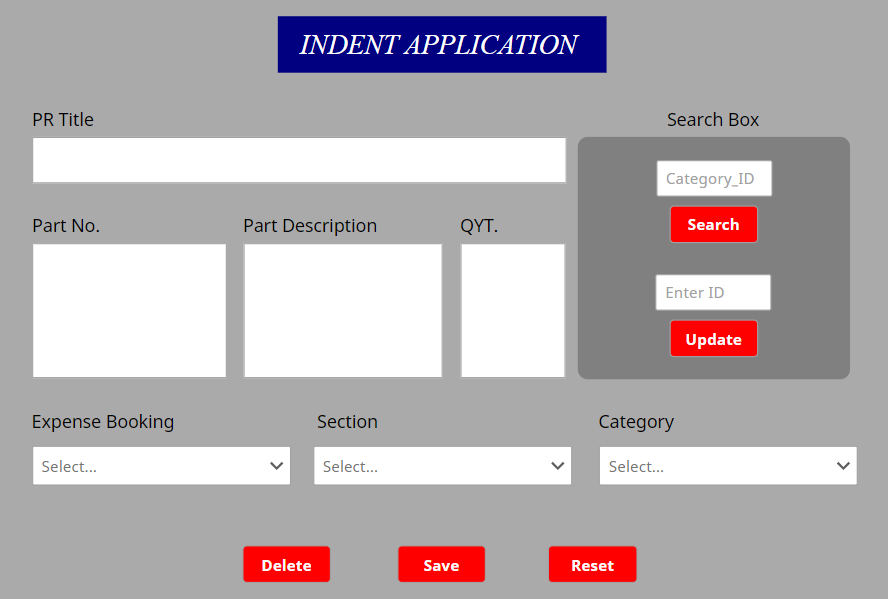 INDENT APPLICATION
PR Title
Search Box
Category_ID
Search
Part No.
Part Description
QYT.
Enter ID
Update
Expense Booking
Section
Category
Select...
Select...
Select...
Delete
Save
Reset